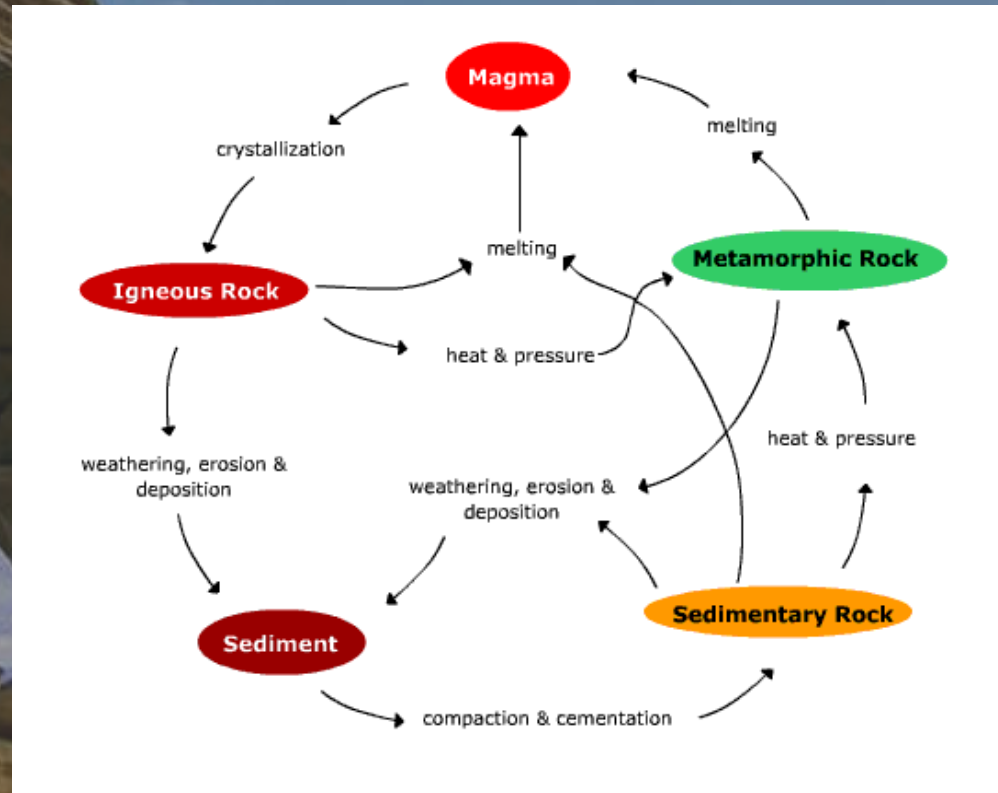 Magma
melting
crystallization
melting
Metamorphic Rock
Igneous Rock
heat & pressure
heat & pressure
weathering, erosion &
deposition
weathering, erosion &
deposition
Sedimentary Rock
Sediment
compaction & cementation